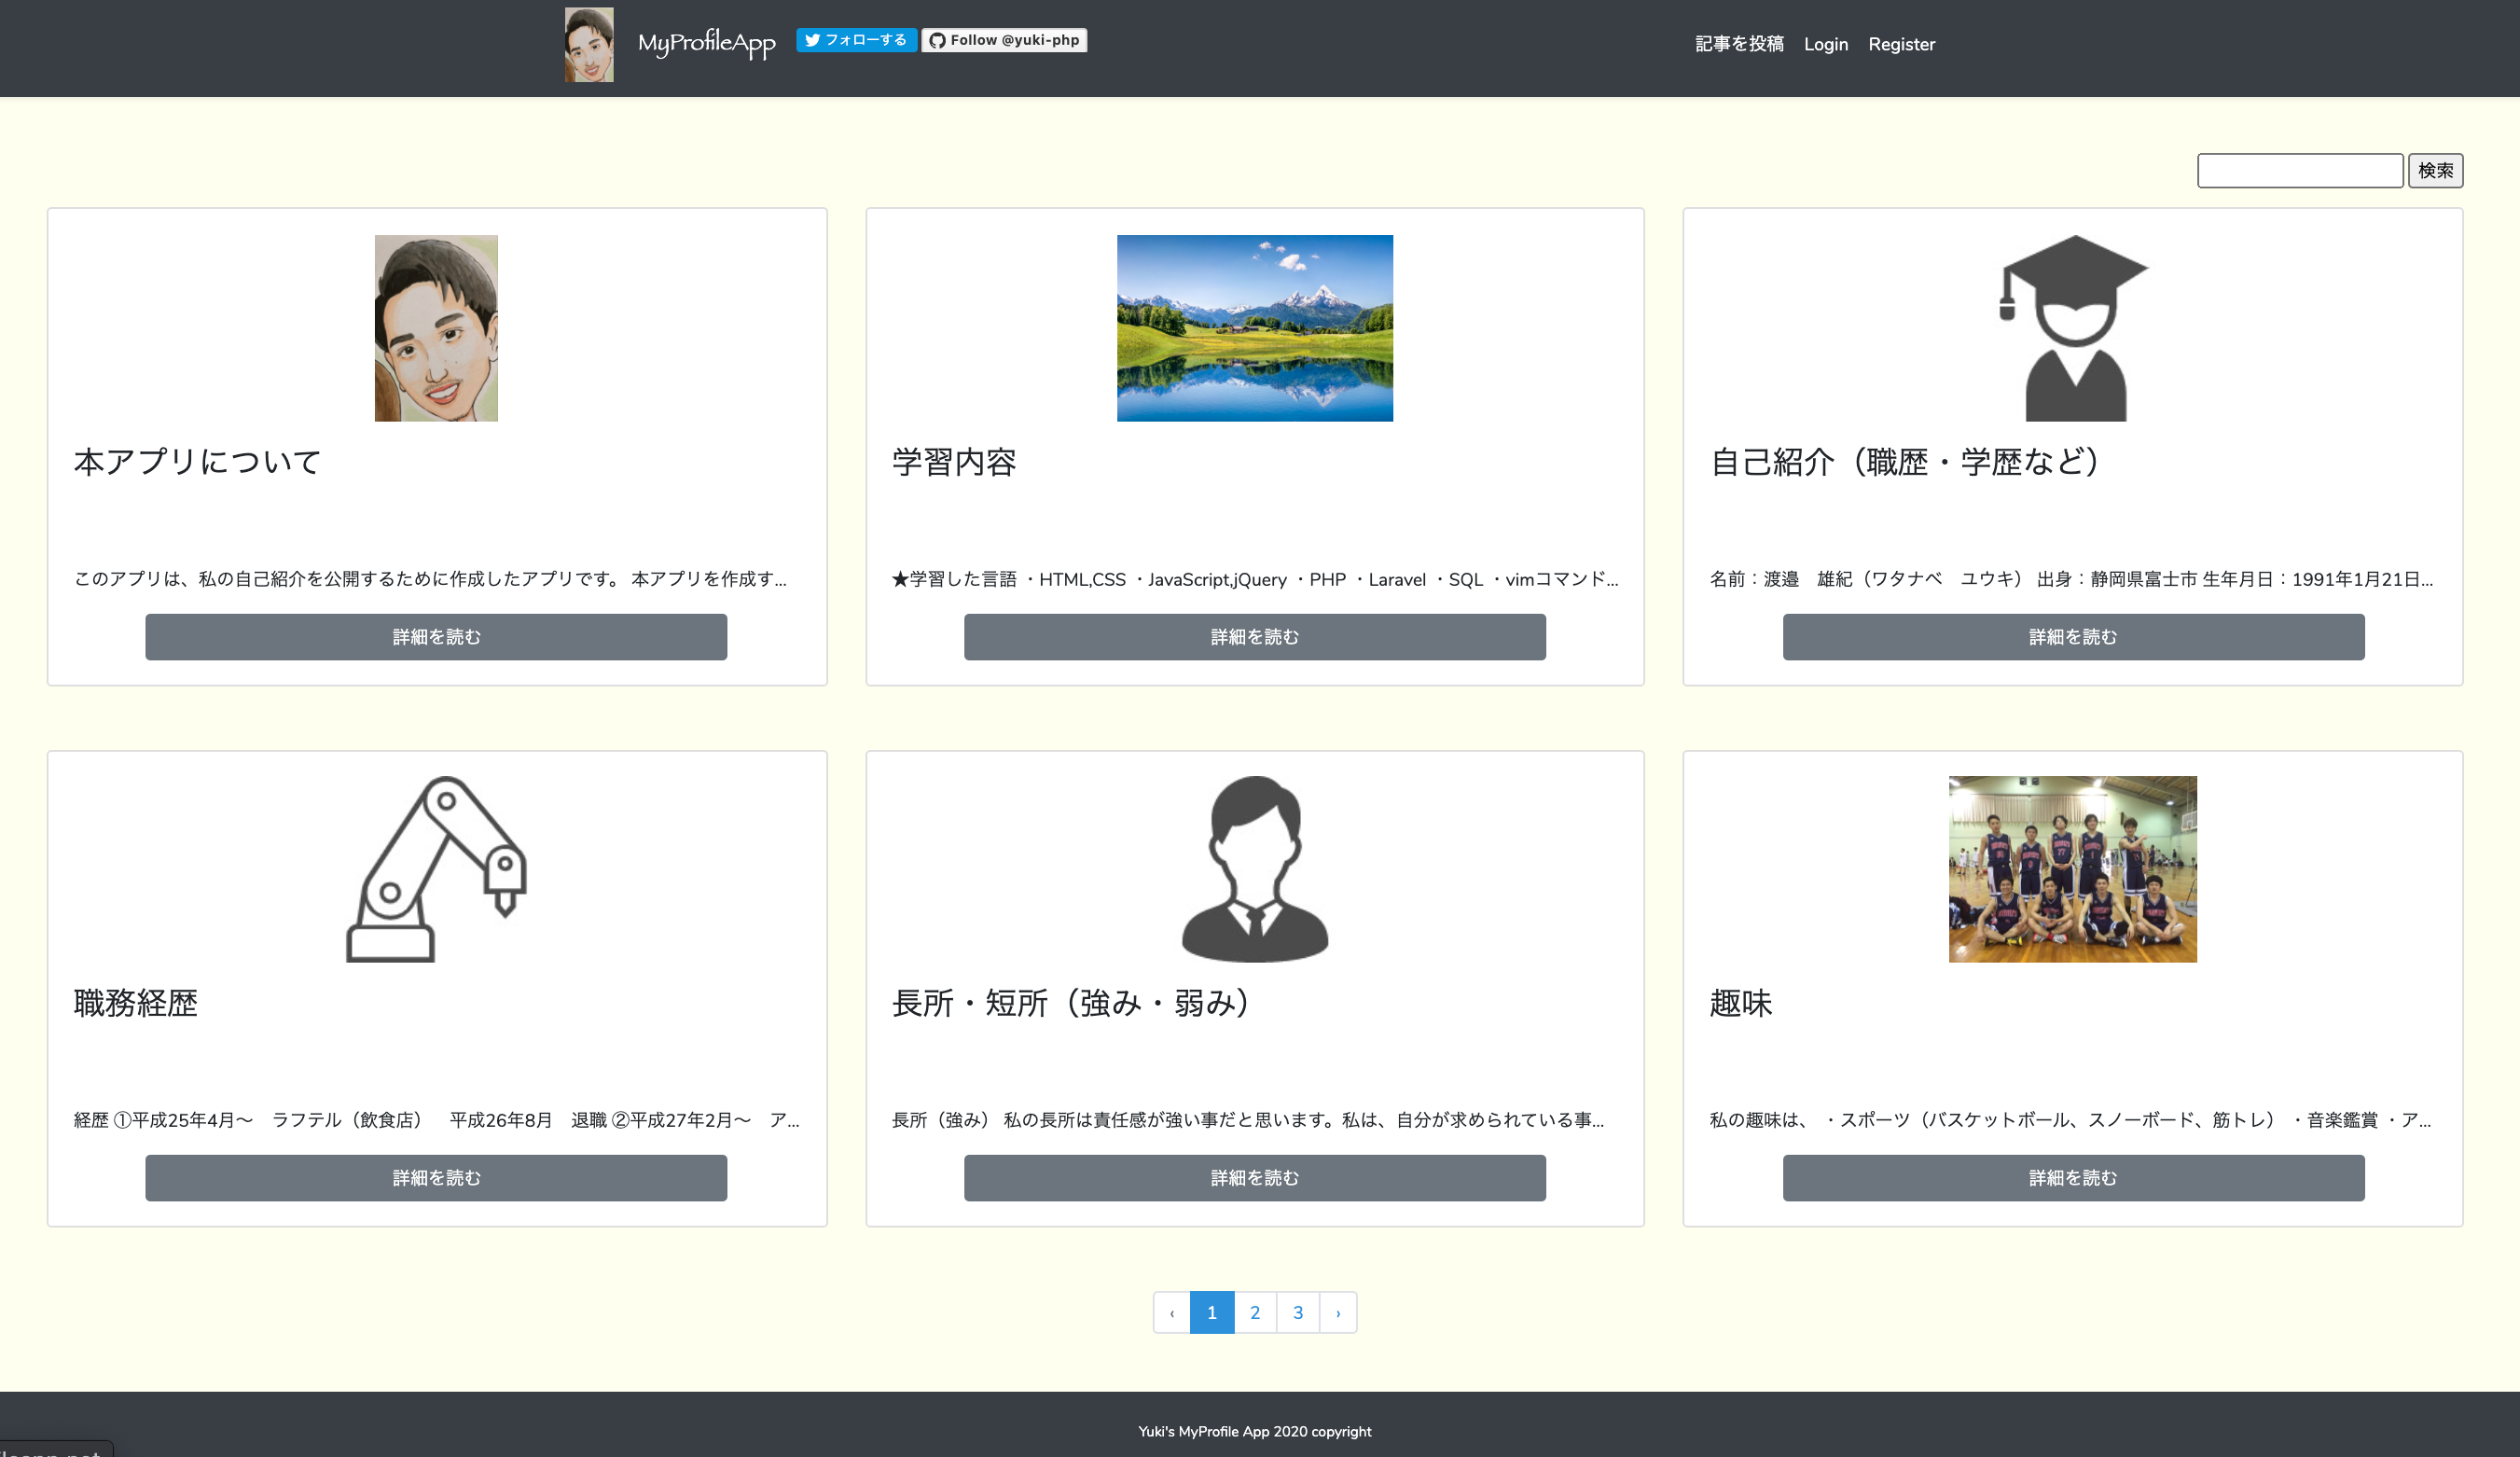 MyProfileApp フォローする Follow @yuki-php 記事を投稿 Login Register
検索
本アプリについて
このアプリは、私の自己紹介を公開するために作成したアプリです。 本アプリを作成す...
詳細を読む
学習内容
★学習した言語 ・HTML,CSS ・JavaScript,jQuery ・PHP ・Laravel ・SQL ・vimコマンド...
詳細を読む
自己紹介（職歴・学歴など）
名前：渡邉　雄紀（ワタナベ　ユウキ） 出身：静岡県富士市 生年月日：1991年1月21日...
詳細を読む
職務経歴
経歴 ①平成25年4月〜　ラフテル（飲食店）　平成26年8月　退職 ②平成27年2月〜　ア...
詳細を読む
長所・短所（強み・弱み）
長所（強み） 私の長所は責任感が強い事だと思います。私は、自分が求められている事...
詳細を読む
趣味
私の趣味は、 ・スポーツ（バスケットボール、スノーボード、筋トレ） ・音楽鑑賞 ・ア...
詳細を読む
‹ 1 2 3 ›
Yuki's MyProfile App 2020 copyright